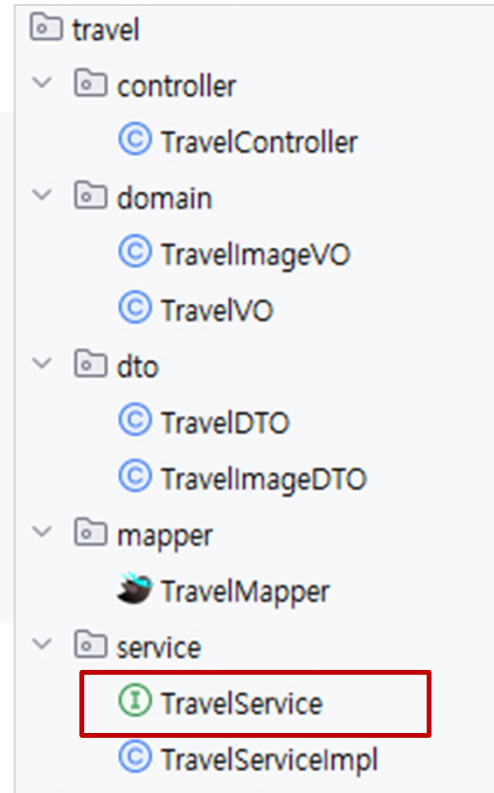 travel
controller
TravelController
domain
TravelImageVO
TravelVO
dto
TravelDTO
TravelImageDTO
mapper
TravelMapper
service
TravelService
TravelServiceImpl